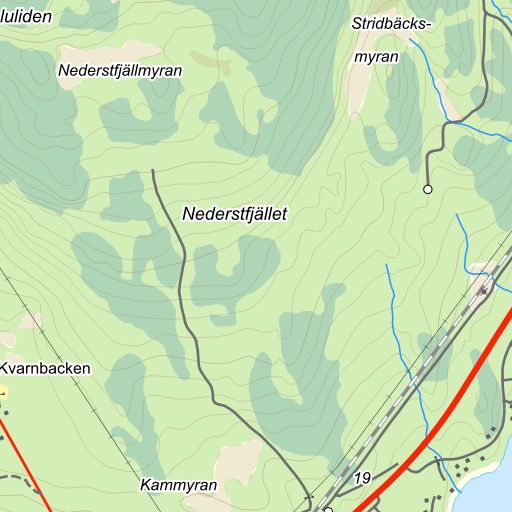 luliden
Stridbäcks-
myran
Nederstfjällmyran
Nederstfjället
Kvarnbacken
Kammyran
19